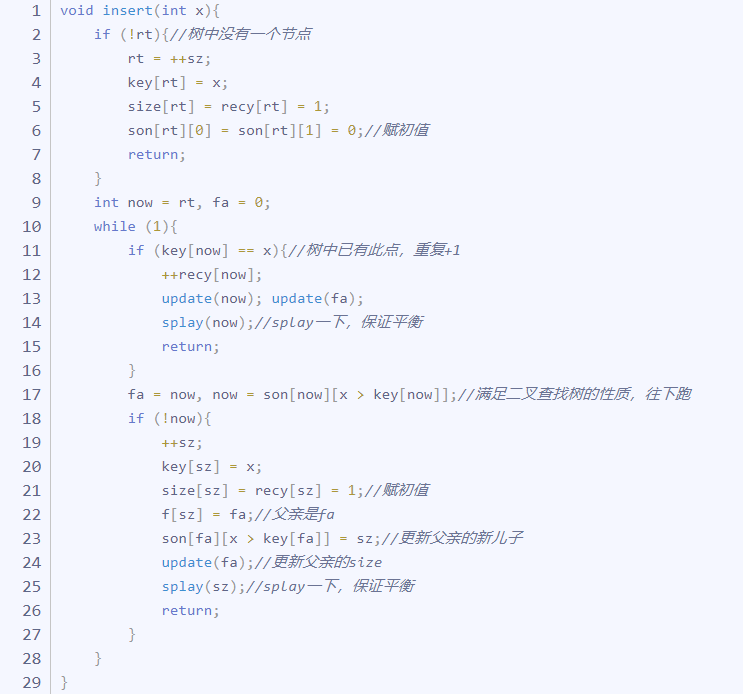 1 void insert(int x){
2     if (!rt){//树中没有一个节点
3         rt = ++sz;
4         key[rt] = x;
5         size[rt] = recy[rt] = 1;
6         son[rt][0] = son[rt][1] = 0;//赋初值
7         return;
8     }
9     int now = rt, fa = 0;
10     while (1){
11         if (key[now] == x){//树中已有此点，重复+1
12             ++recy[now];
13             update(now); update(fa);
14             splay(now);//splay一下，保证平衡
15             return;
16         }
17         fa = now, now = son[now][x > key[now]];//满足二叉查找树的性质，往下跑
18         if (!now){
19             ++sz;
20             key[sz] = x;
21             size[sz] = recy[sz] = 1;//赋初值
22             f[sz] = fa;//父亲是fa
23             son[fa][x > key[fa]] = sz;//更新父亲的新儿子
24             update(fa);//更新父亲的size
25             splay(sz);//splay一下，保证平衡
26             return;
27         }
28     }
29 }